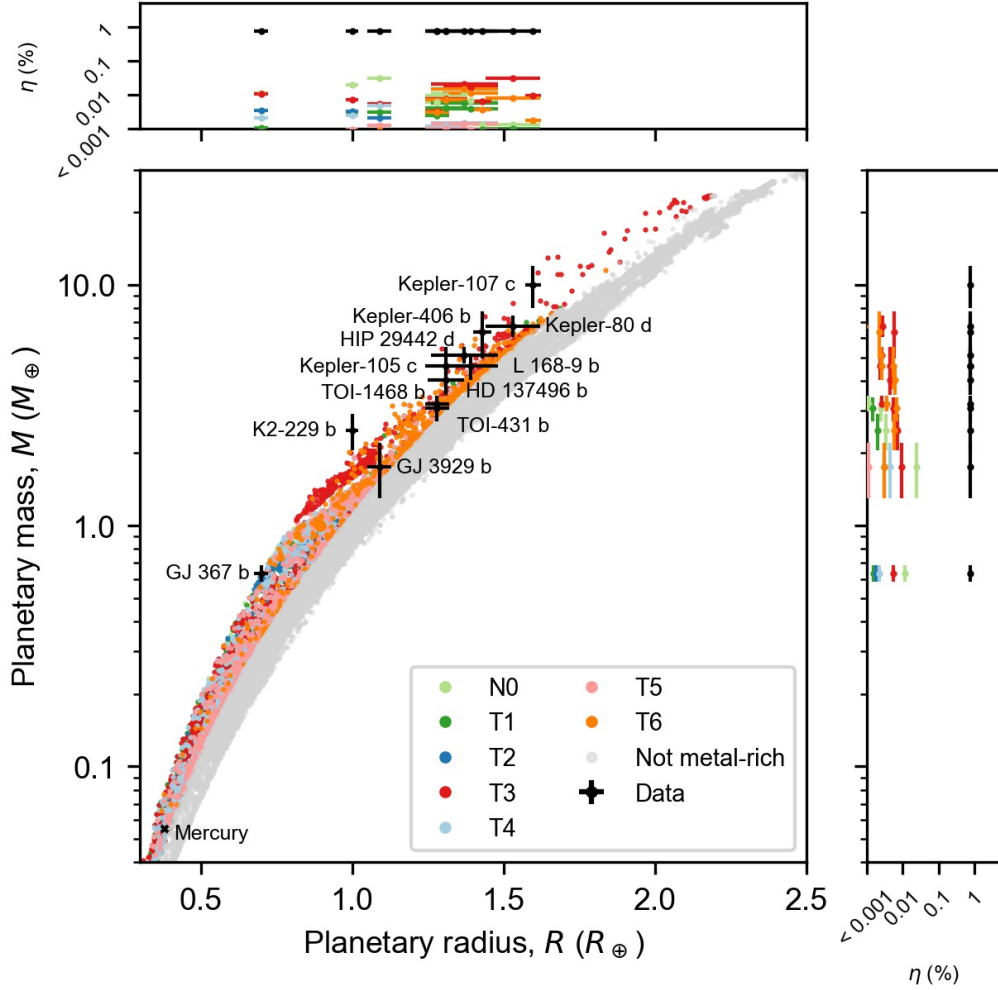 η (%)
1
0.1
0.01
< 0.001
Planetary mass, M (M⊕)
10.0
1.0
0.1
Kepler-107 c
Kepler-406 b
Kepler-80 d
HIP 29442 d
Kepler-105 c
L 168-9 b
TOI-1468 b
HD 137496 b
K2-229 b
TOI-431 b
GJ 3929 b
GJ 367 b
Mercury
N0
T1
T2
T3
T4
T5
T6
Not metal-rich
Data
0.5 1.0 1.5 2.0 2.5
Planetary radius, R (R⊕)
< 0.001 0.01 0.1 1
η (%)